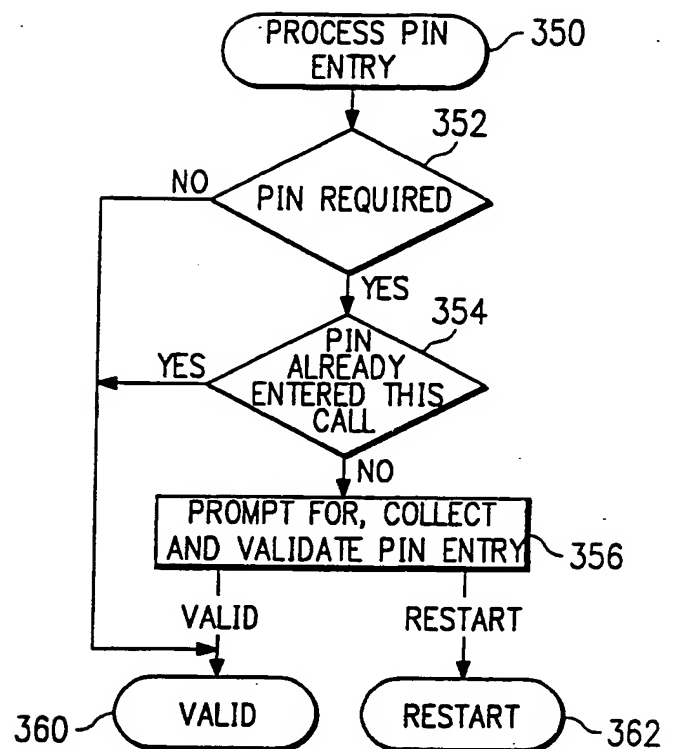 PROCESS PIN
ENTRY
350
352
PIN REQUIRED
NO
YES
354
PIN
ALREADY
ENTERED THIS
CALL
YES
NO
PROMPT FOR, COLLECT
AND VALIDATE PIN ENTRY
356
VALID
RESTART
360
VALID
RESTART
362